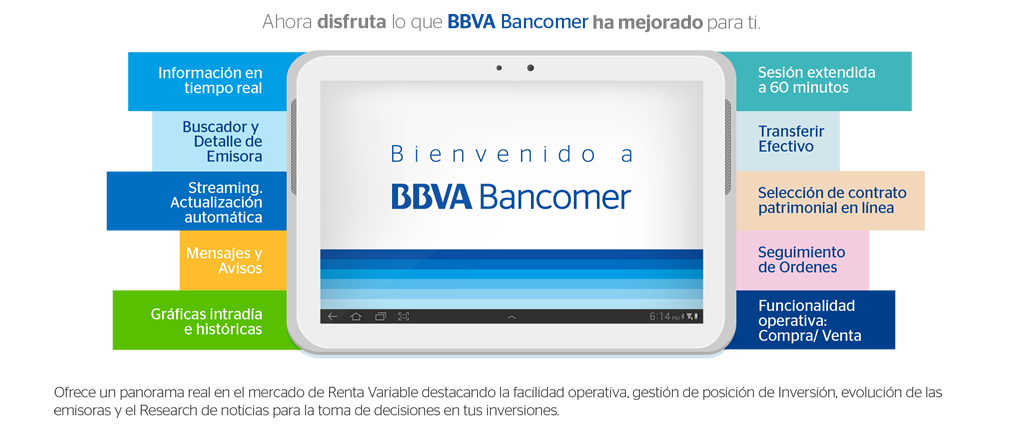 Ahora disfruta lo que BBVA Bancomer ha mejorado para ti.
Información en
tiempo real
Buscador y
Detalle de
Emisora
Streaming.
Actualización
automática
Mensajes y
Avisos
Gráficas intradía
e históricas
Bienvenido a
BBVA Bancomer
6:14 PM
Sesión extendida
a 60 minutos
Transferir
Efectivo
Selección de contrato
patrimonial en línea
Seguimiento
de Ordenes
Funcionalidad
operativa:
Compra/ Venta
Ofrece un panorama real en el mercado de Renta Variable destacando la facilidad operativa, gestión de posición de Inversión, evolución de las
emisoras y el Research de noticias para la toma de decisiones en tus inversiones.